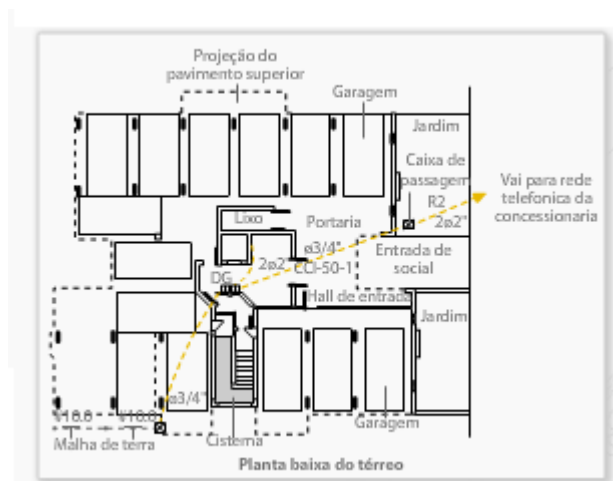 Projeção do
pavimento superior
Garagem
Jardim
Caixa de
passagem
R2
2ø2"
Vai para rede
telefonica da
concessionaria
Lixo
Portaria
ø3/4"
2ø2"
CCI-50-1
Entrada de
social
DG
Hall de entrada
Jardim
ø3/4"
Garagem
Malha de terra
Cisterna
Planta baixa do térreo